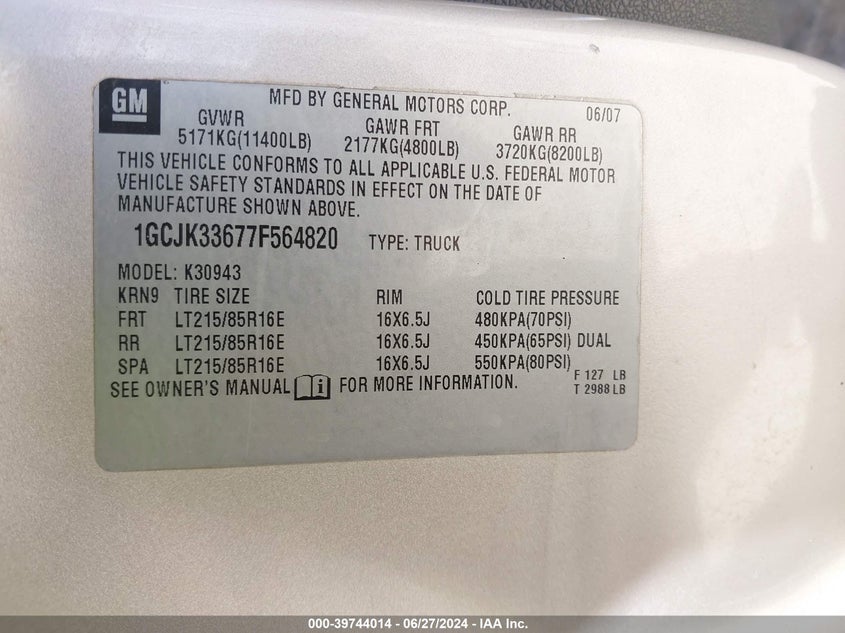 GM
MFD BY GENERAL MOTORS CORP. 06/07
GVWR GAWR FRT GAWR RR
5171KG(11400LB) 2177KG(4800LB) 3720KG(8200LB)
THIS VEHICLE CONFORMS TO ALL APPLICABLE U.S. FEDERAL MOTOR
VEHICLE SAFETY STANDARDS IN EFFECT ON THE DATE OF
MANUFACTURE SHOWN ABOVE.
1GCJK33677F564820 TYPE: TRUCK
MODEL: K30943
KRN9 TIRE SIZE RIM COLD TIRE PRESSURE
FRT LT215/85R16E 16X6.5J 480KPA(70PSI)
RR LT215/85R16E 16X6.5J 450KPA(65PSI) DUAL
SPA LT215/85R16E 16X6.5J 550KPA(80PSI)
F 127 LB
SEE OWNER'S MANUAL i FOR MORE INFORMATION. T 2988 LB
000-39744014 - 06/27/2024 - IAA Inc.